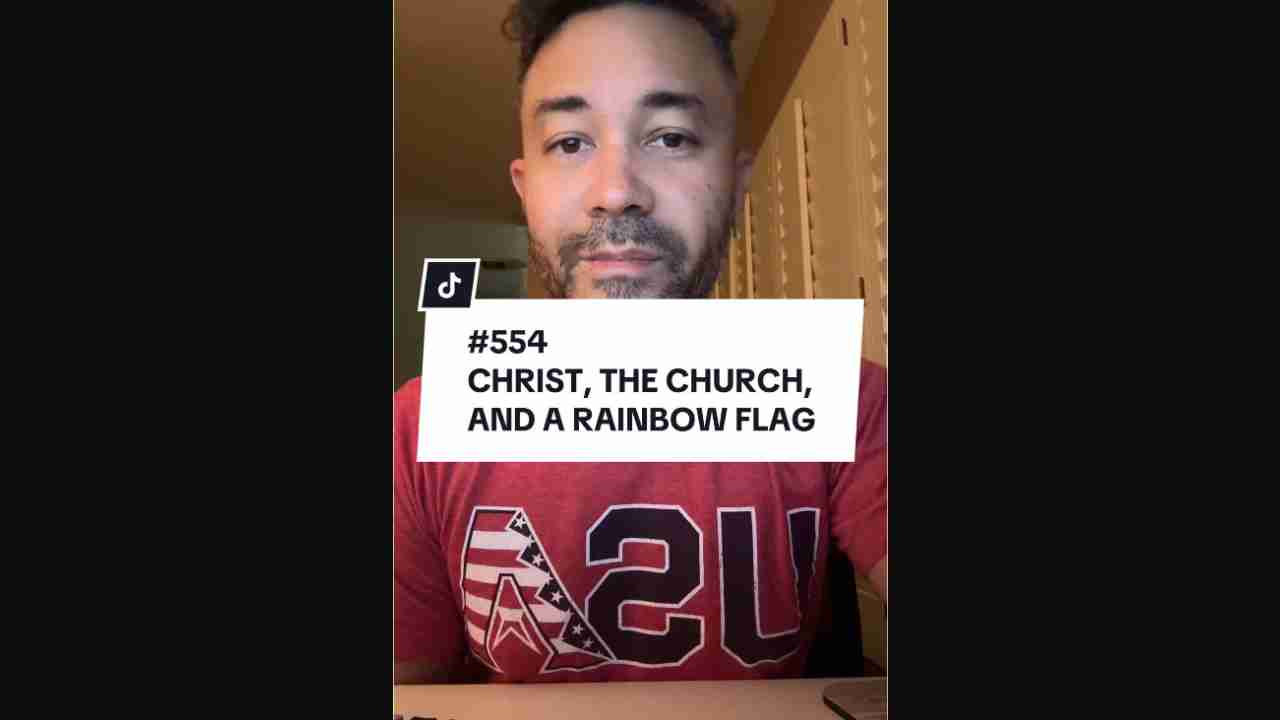 #554
CHRIST, THE CHURCH,
AND A RAINBOW FLAG
USA